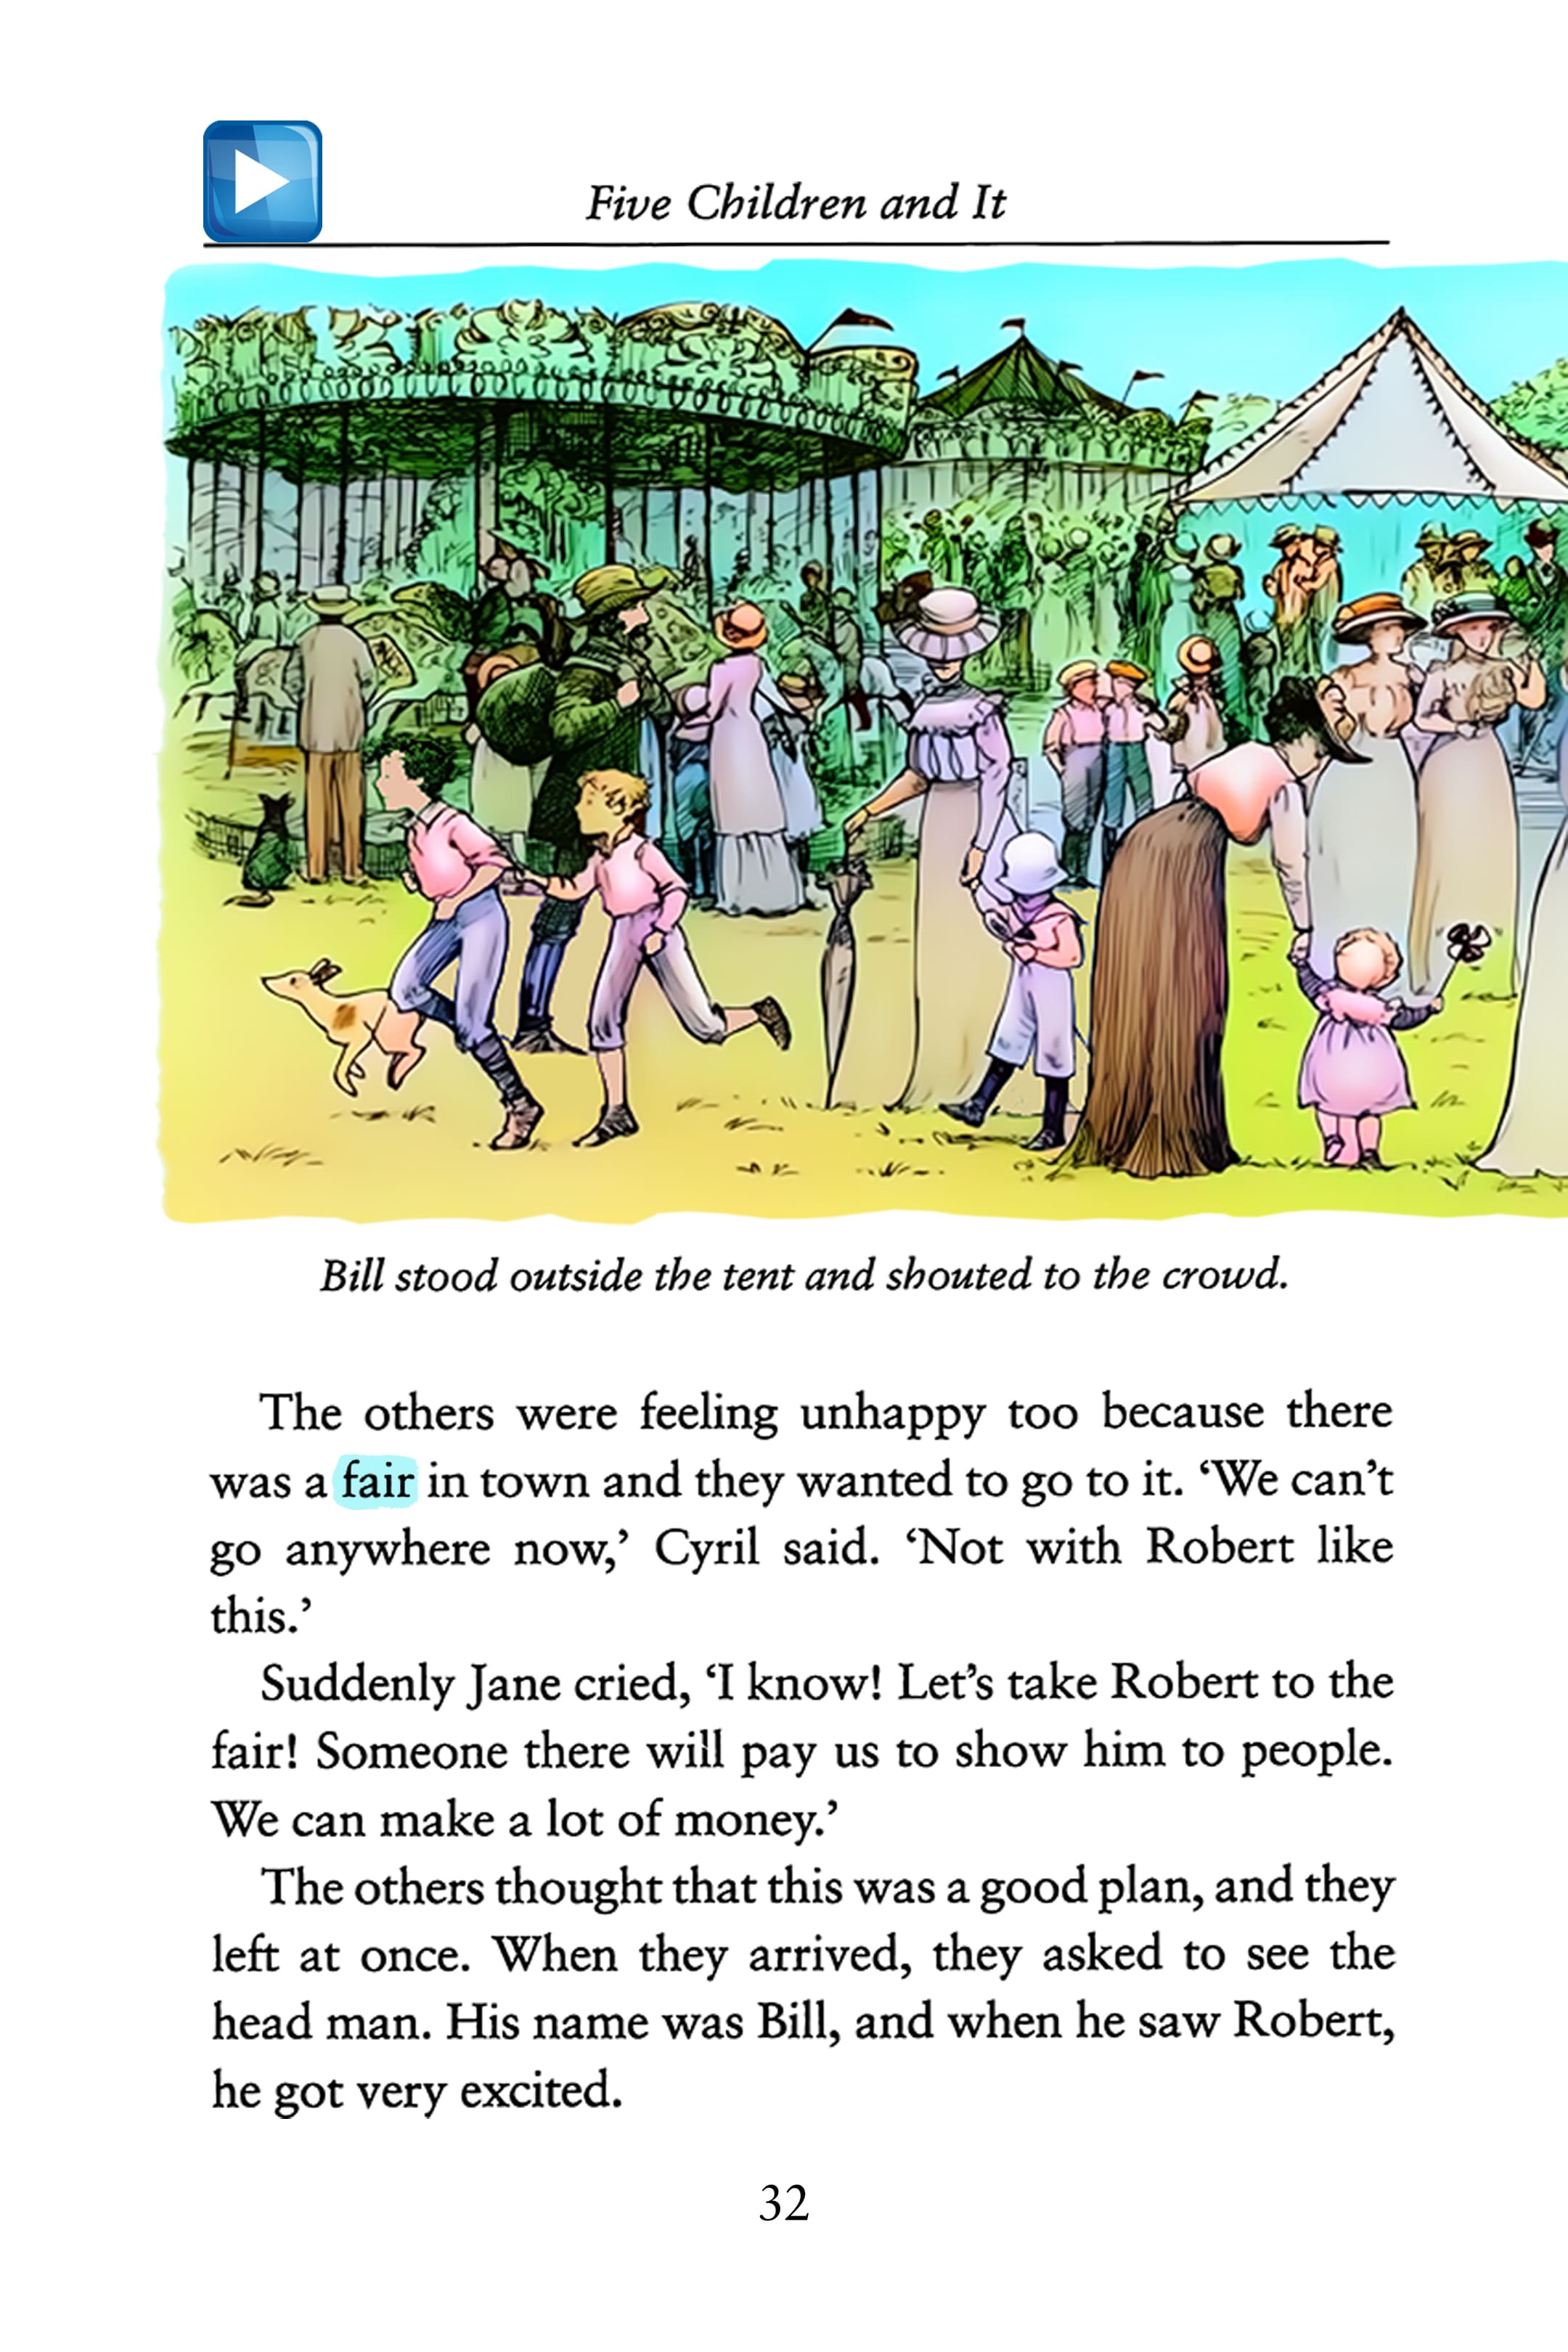 Five Children and It
Bill stood outside the tent and shouted to the crowd.
The others were feeling unhappy too because there
was a fair in town and they wanted to go to it. ‘We can’t
go anywhere now,’ Cyril said. ‘Not with Robert like
this.’
Suddenly Jane cried, ‘I know! Let’s take Robert to the
fair! Someone there will pay us to show him to people.
We can make a lot of money.’
The others thought that this was a good plan, and they
left at once. When they arrived, they asked to see the
head man. His name was Bill, and when he saw Robert,
he got very excited.
32